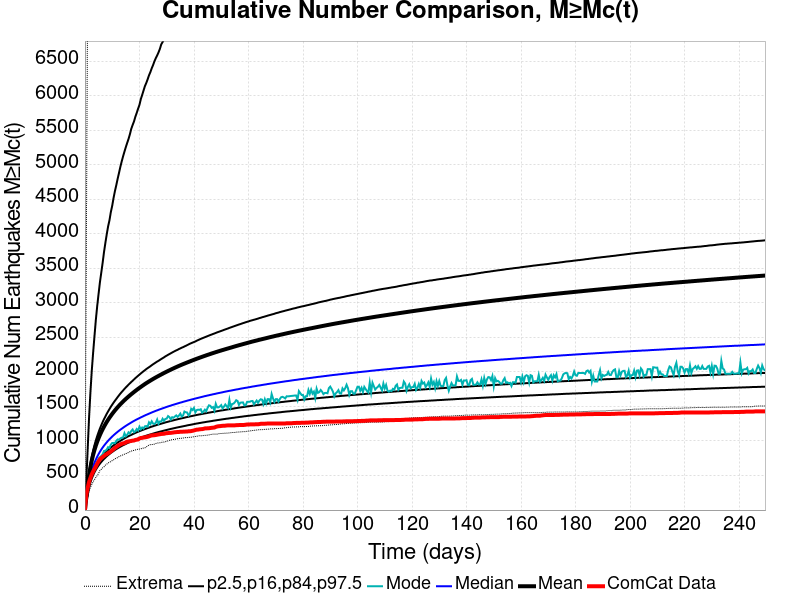 Cumulative Number Comparison, M≥Mc(t)
Cumulative Num Earthquakes M≥Mc(t)
6500
6000
5500
5000
4500
4000
3500
3000
2500
2000
1500
1000
500
0
0 20 40 60 80 100 120 140 160 180 200 220 240
Time (days)
Extrema p2.5,p16,p84,p97.5 Mode Median Mean ComCat Data